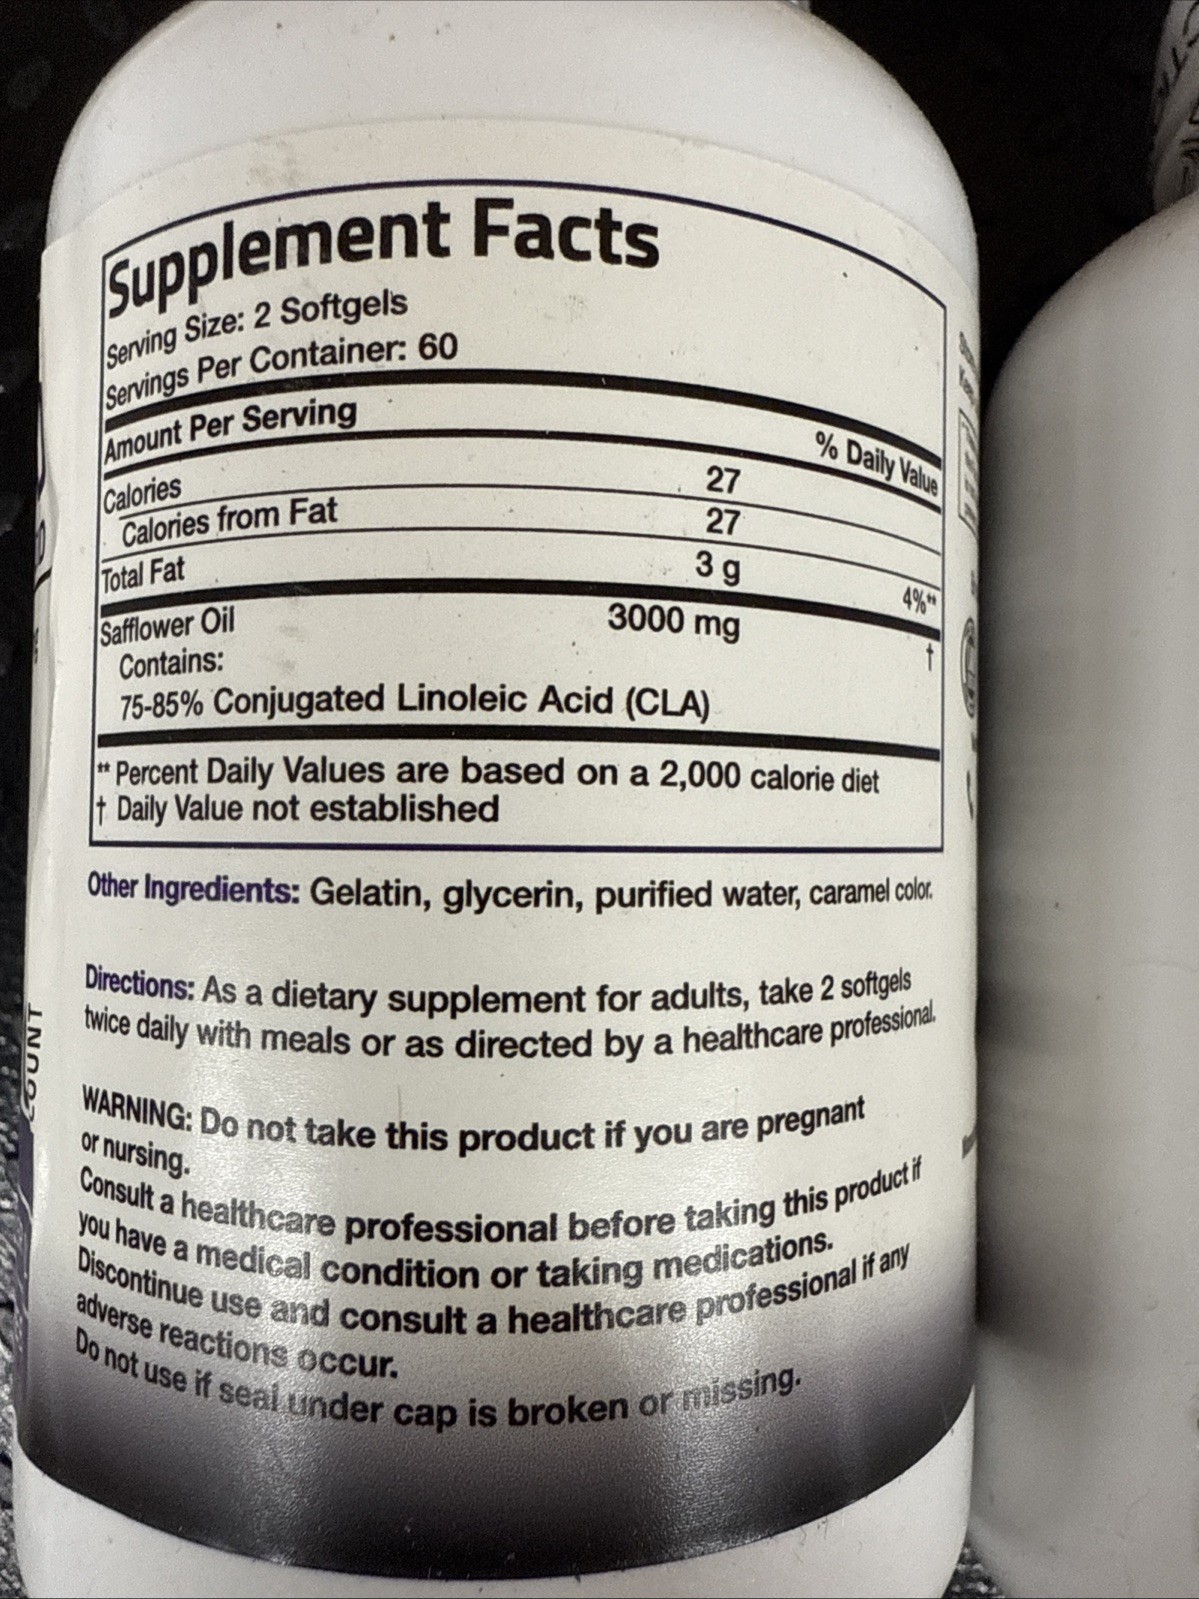 Supplement Facts
Serving Size: 2 Softgels
Servings Per Container: 60
Amount Per Serving % Daily Value
Calories 27
Calories from Fat 27
Total Fat 3 g 4%**
Safflower Oil 3000 mg †
Contains:
75-85% Conjugated Linoleic Acid (CLA)
** Percent Daily Values are based on a 2,000 calorie diet
† Daily Value not established
Other Ingredients: Gelatin, glycerin, purified water, caramel color.
Directions: As a dietary supplement for adults, take 2 softgels
twice daily with meals or as directed by a healthcare professional.
WARNING: Do not take this product if you are pregnant
or nursing.
Consult a healthcare professional before taking this product if
you have a medical condition or taking medications.
Discontinue use and consult a healthcare professional if any
adverse reactions occur.
Do not use if seal under cap is broken or missing.